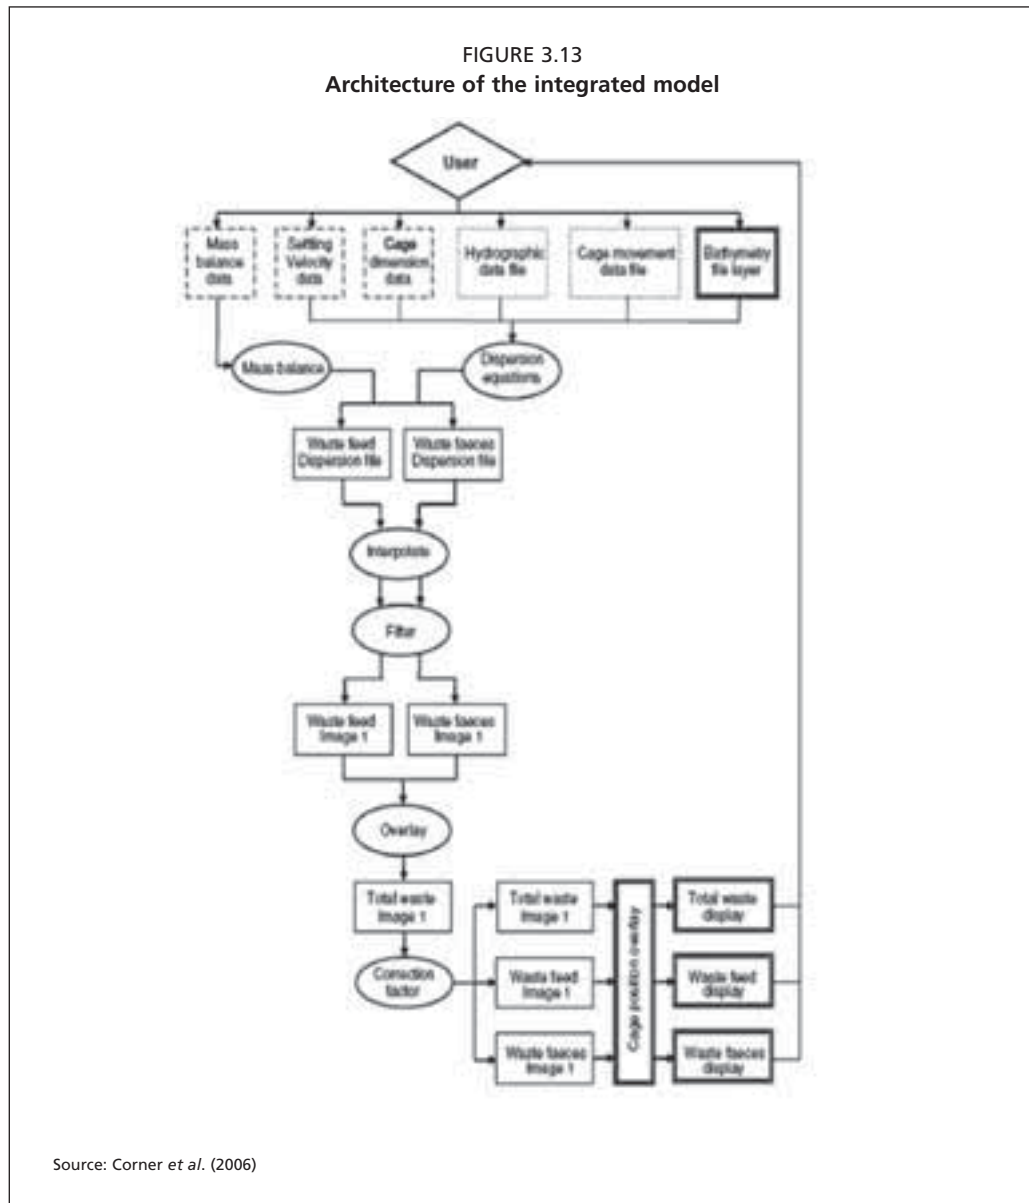 FIGURE 3.13
Architecture of the integrated model
User
Mass
balance
data
Settling
Velocity
data
Cage
dimension
data
Hydrographic
data file
Cage movement
data file
Bathymetry
file layer
Mass balance
Dispersion
equations
Waste feed
Dispersion file
Waste faeces
Dispersion file
Interpolate
Filter
Waste feed
Image 1
Waste faeces
Image 1
Overlay
Total waste
Image 1
Correction
factor
Total waste
Image 1
Waste feed
Image 1
Waste faeces
Image 1
Cage position overlay
Total waste
display
Waste feed
display
Waste faeces
display
Source: Corner et al. (2006)